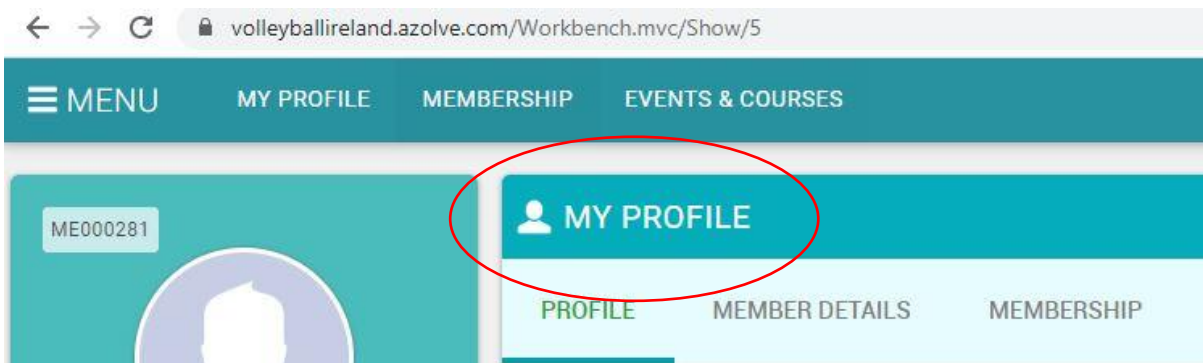 volleyballireland.azolve.com/Workbench.mvc/Show/5
MENU MY PROFILE MEMBERSHIP EVENTS & COURSES
ME000281
MY PROFILE
PROFILE MEMBER DETAILS MEMBERSHIP